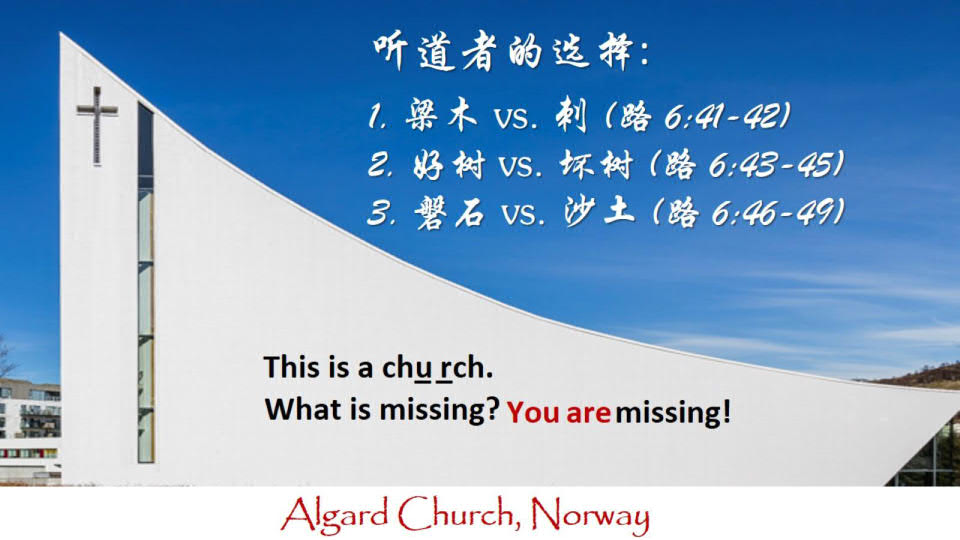 听道者的选择:
1. 梁木 vs. 刺 (路 6:41-42)
2. 好树 vs. 坏树 (路 6:43-45)
3. 磐石 vs. 沙土 (路 6:46-49)
This is a chu rch.
What is missing? You are missing!
Algard Church, Norway